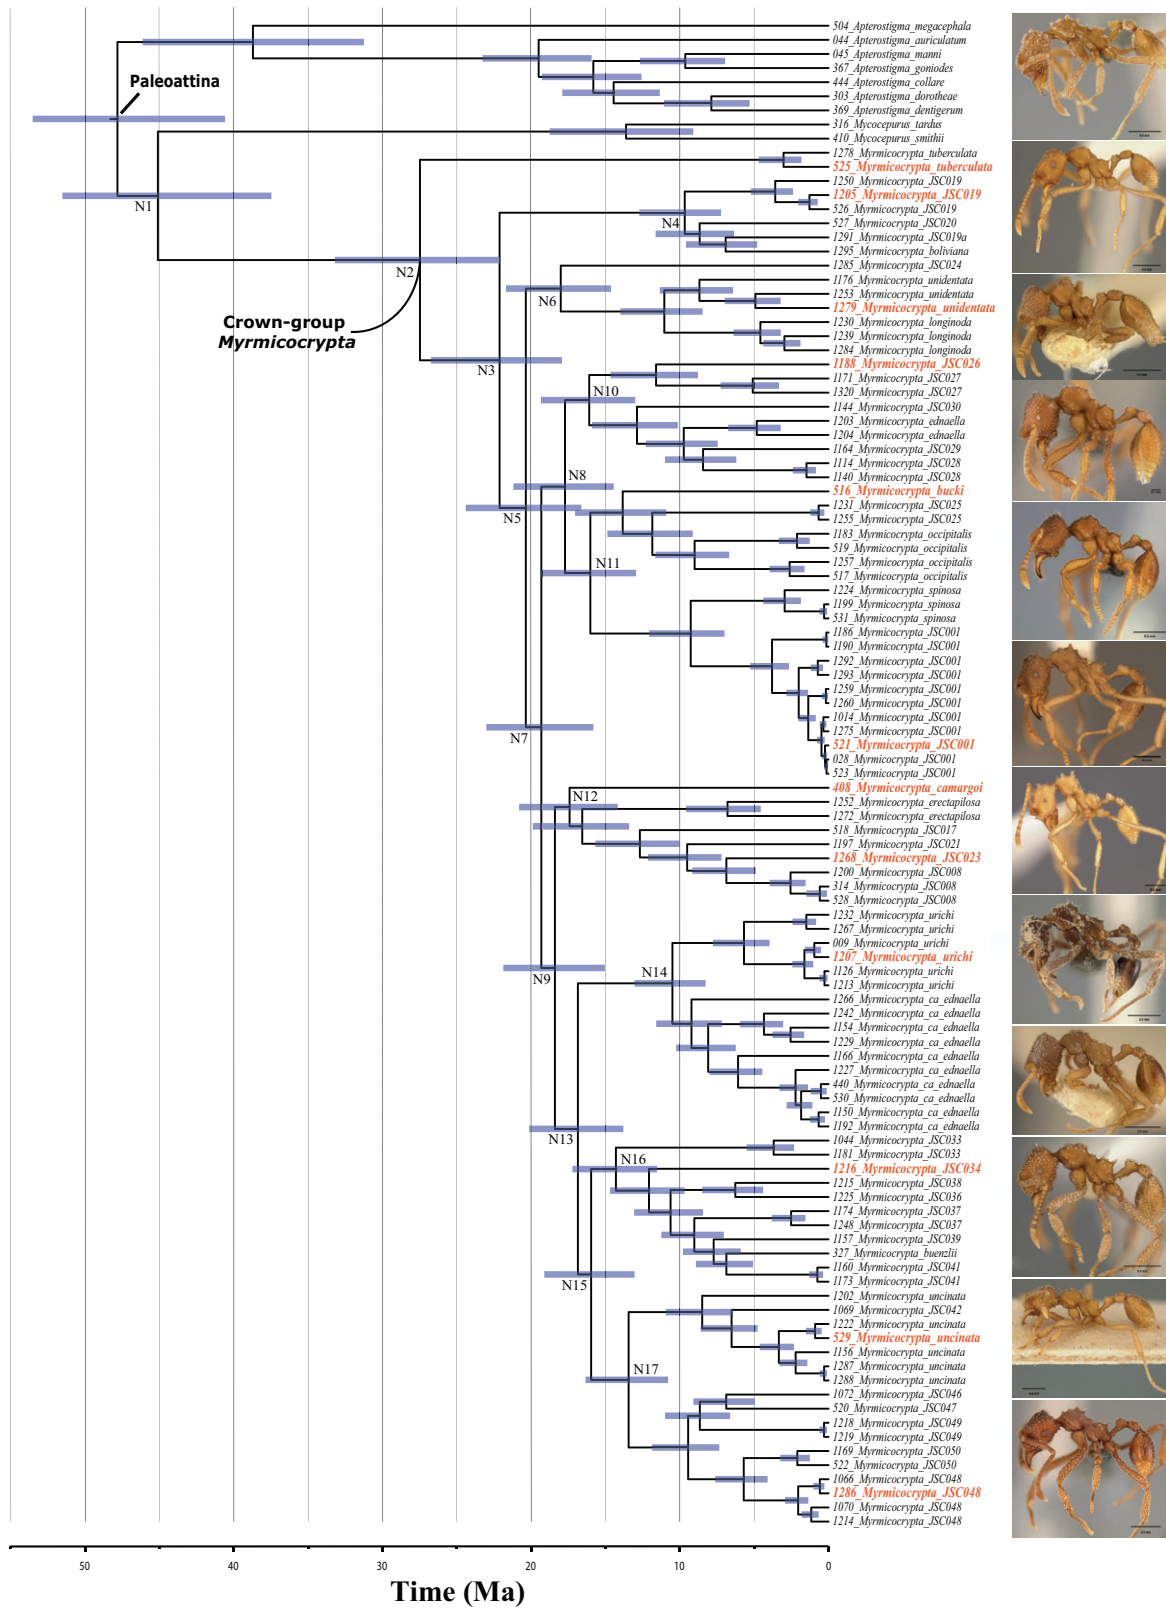 504_Apterostigma_megacephala
044_Apterostigma_auriculatum
045_Apterostigma_manni
367_Apterostigma_goniodes
444_Apterostigma_collare
303_Apterostigma_dorotheae
369_Apterostigma_dentigerum
316_Mycocepurus_tardus
410_Mycocepurus_smithii
1278_Myrmicocrypta_tuberculata
525_Myrmicocrypta_tuberculata
1250_Myrmicocrypta_JSC019
1205_Myrmicocrypta_JSC019
526_Myrmicocrypta_JSC019
527_Myrmicocrypta_JSC020
1291_Myrmicocrypta_JSC019a
1295_Myrmicocrypta_boliviana
1285_Myrmicocrypta_JSC024
1176_Myrmicocrypta_unidentata
1253_Myrmicocrypta_unidentata
1279_Myrmicocrypta_unidentata
1230_Myrmicocrypta_longinoda
1239_Myrmicocrypta_longinoda
1284_Myrmicocrypta_longinoda
1188_Myrmicocrypta_JSC026
1171_Myrmicocrypta_JSC027
1320_Myrmicocrypta_JSC027
1144_Myrmicocrypta_JSC030
1203_Myrmicocrypta_ednaella
1204_Myrmicocrypta_ednaella
1164_Myrmicocrypta_JSC029
1114_Myrmicocrypta_JSC028
1140_Myrmicocrypta_JSC028
516_Myrmicocrypta_bucki
1231_Myrmicocrypta_JSC025
1255_Myrmicocrypta_JSC025
1183_Myrmicocrypta_occipitalis
519_Myrmicocrypta_occipitalis
1257_Myrmicocrypta_occipitalis
517_Myrmicocrypta_occipitalis
1224_Myrmicocrypta_spinosa
1199_Myrmicocrypta_spinosa
531_Myrmicocrypta_spinosa
1186_Myrmicocrypta_JSC001
1190_Myrmicocrypta_JSC001
1292_Myrmicocrypta_JSC001
1293_Myrmicocrypta_JSC001
1259_Myrmicocrypta_JSC001
1260_Myrmicocrypta_JSC001
1014_Myrmicocrypta_JSC001
1275_Myrmicocrypta_JSC001
521_Myrmicocrypta_JSC001
028_Myrmicocrypta_JSC001
523_Myrmicocrypta_JSC001
408_Myrmicocrypta_camargoi
1252_Myrmicocrypta_erectapilosa
1272_Myrmicocrypta_erectapilosa
518_Myrmicocrypta_JSC017
1197_Myrmicocrypta_JSC021
1268_Myrmicocrypta_JSC023
1200_Myrmicocrypta_JSC008
314_Myrmicocrypta_JSC008
528_Myrmicocrypta_JSC008
1232_Myrmicocrypta_urichi
1267_Myrmicocrypta_urichi
009_Myrmicocrypta_urichi
1207_Myrmicocrypta_urichi
1126_Myrmicocrypta_urichi
1213_Myrmicocrypta_urichi
1266_Myrmicocrypta_ca_ednaella
1242_Myrmicocrypta_ca_ednaella
1154_Myrmicocrypta_ca_ednaella
1229_Myrmicocrypta_ca_ednaella
1166_Myrmicocrypta_ca_ednaella
1227_Myrmicocrypta_ca_ednaella
440_Myrmicocrypta_ca_ednaella
530_Myrmicocrypta_ca_ednaella
1150_Myrmicocrypta_ca_ednaella
1192_Myrmicocrypta_ca_ednaella
1044_Myrmicocrypta_JSC033
1181_Myrmicocrypta_JSC033
1216_Myrmicocrypta_JSC034
1215_Myrmicocrypta_JSC038
1225_Myrmicocrypta_JSC036
1174_Myrmicocrypta_JSC037
1248_Myrmicocrypta_JSC037
1157_Myrmicocrypta_JSC039
327_Myrmicocrypta_buenzlii
1160_Myrmicocrypta_JSC041
1173_Myrmicocrypta_JSC041
1202_Myrmicocrypta_uncinata
1069_Myrmicocrypta_JSC042
1222_Myrmicocrypta_uncinata
529_Myrmicocrypta_uncinata
1156_Myrmicocrypta_uncinata
1287_Myrmicocrypta_uncinata
1288_Myrmicocrypta_uncinata
1072_Myrmicocrypta_JSC046
520_Myrmicocrypta_JSC047
1218_Myrmicocrypta_JSC049
1219_Myrmicocrypta_JSC049
1169_Myrmicocrypta_JSC050
522_Myrmicocrypta_JSC050
1066_Myrmicocrypta_JSC048
1286_Myrmicocrypta_JSC048
1070_Myrmicocrypta_JSC048
1214_Myrmicocrypta_JSC048
Paleoattina
N1
N2
Crown-group
Myrmicocrypta
N3
N4
N5
N6
N7
N8
N9
N10
N11
N12
N13
N14
N15
N16
N17
50 40 30 20 10 0
Time (Ma)